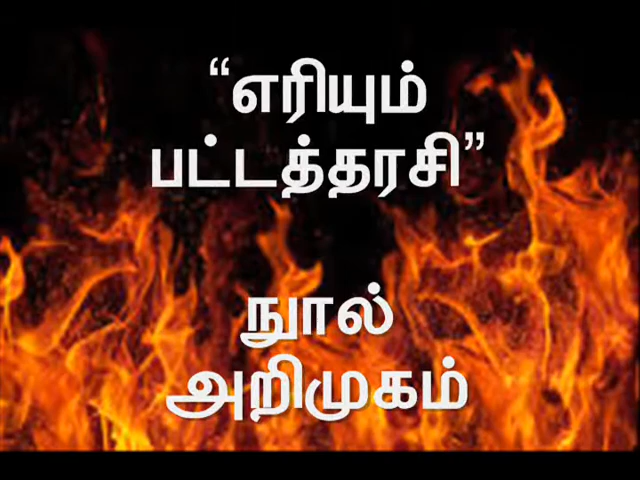 “எரியும்
பட்டத்தரசி”
நூல்
அறிமுகம்